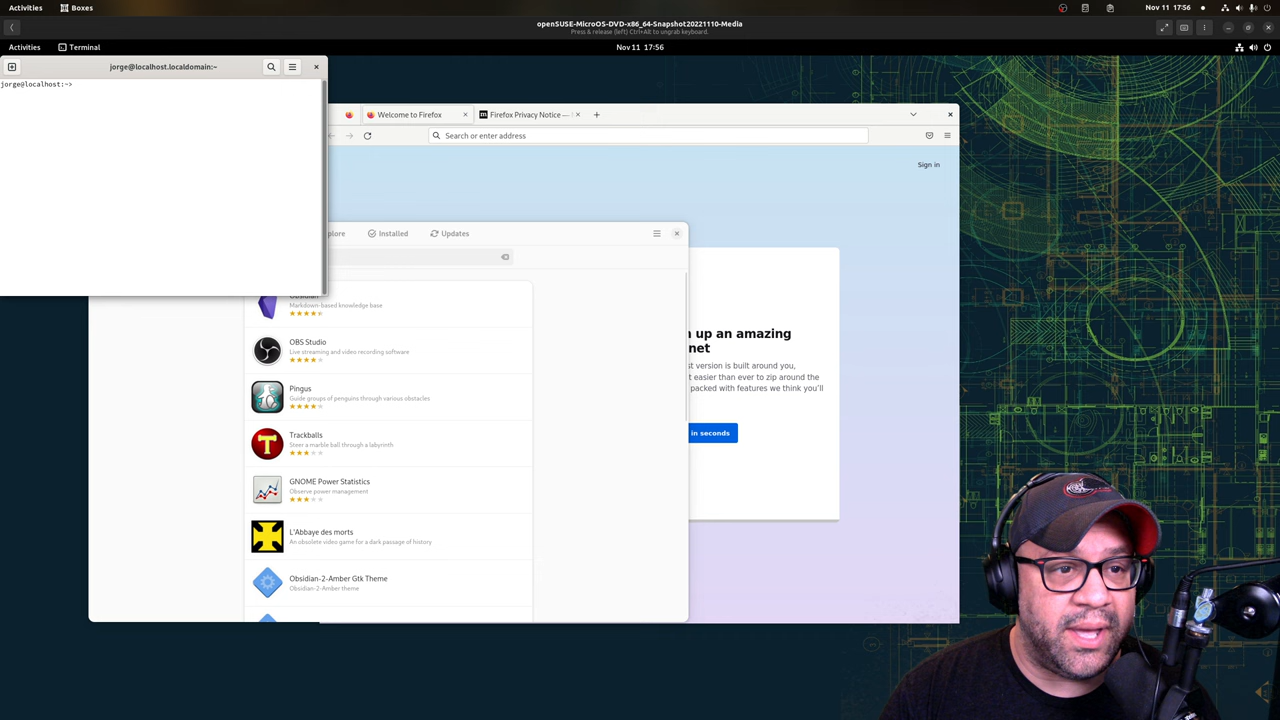 Activities
Boxes
Nov 11 17:56
openSUSE-MicroOS-DVD-x86_64-Snapshot20221110-Media
Press & release (left) Ctrl+Alt to ungrab keyboard.
Activities
Terminal
Nov 11 17:56
jorge@localhost.localdomain:~
jorge@localhost:~>
Welcome to Firefox
Firefox Privacy Notice —
Search or enter address
Sign in
plore
Installed
Updates
Obsidian
Markdown-based knowledge base
OBS Studio
Live streaming and video recording software
Pingus
Guide groups of penguins through various obstacles
Trackballs
Steer a marble ball through a labyrinth
GNOME Power Statistics
Observe power management
L'Abbaye des morts
An obsolete video game for a dark passage of history
Obsidian-2-Amber Gtk Theme
Obsidian-2-Amber theme
up an amazing
net
st version is built around you,
t easier than ever to zip around the
packed with features we think you'll
in seconds